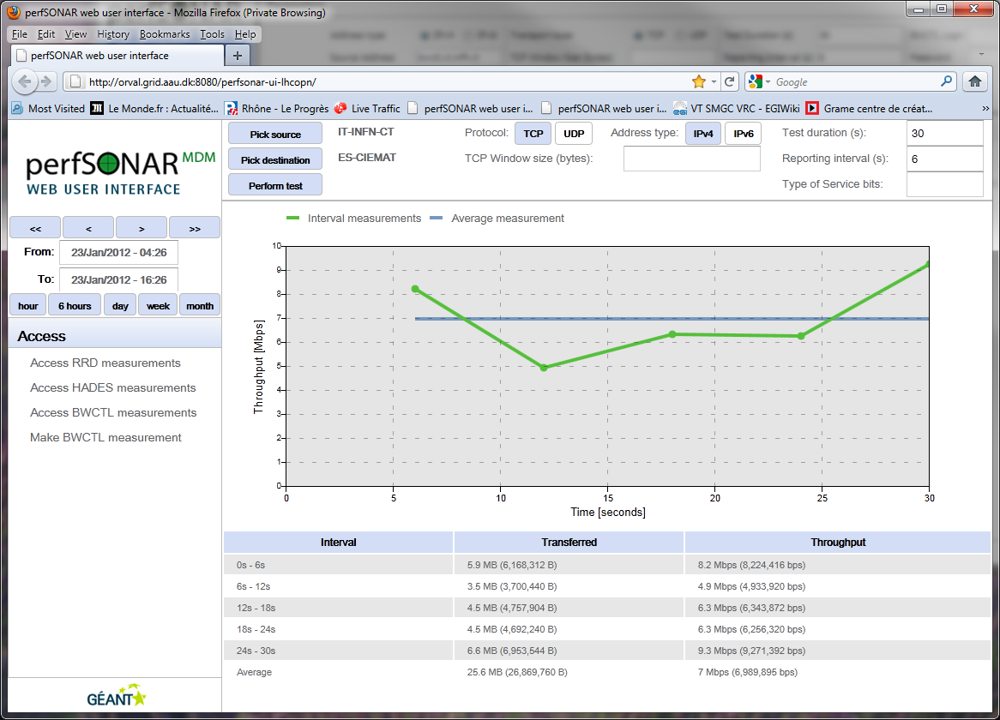 perfSONAR web user interface - Mozilla Firefox (Private Browsing)
File Edit View History Bookmarks Tools Help
perfSONAR web user interface
http://orval.grid.aau.dk:8080/perfsonar-ui-lhcopn/
Google
Most Visited Le Monde.fr : Actualité... Rhône - Le Progrès Live Traffic perfSONAR web user i... perfSONAR web user i... VT SMGC VRC - EGIWiki Grame centre de créat... »
perfSONAR MDM
WEB USER INTERFACE
<< < > >>
From: 23/Jan/2012 - 04:26
To: 23/Jan/2012 - 16:26
hour 6 hours day week month
Access
Access RRD measurements
Access HADES measurements
Access BWCTL measurements
Make BWCTL measurement
GÉANT
Pick source IT-INFN-CT Protocol: TCP UDP Address type: IPv4 IPv6 Test duration (s): 30
Pick destination ES-CIEMAT TCP Window size (bytes): Reporting interval (s): 6
Perform test Type of Service bits:
Interval measurements Average measurement
Throughput [Mbps]
10
9
8
7
6
5
4
3
2
1
0
0 5 10 15 20 25 30
Time [seconds]
Interval Transferred Throughput
0s - 6s 5.9 MB (6,168,312 B) 8.2 Mbps (8,224,416 bps)
6s - 12s 3.5 MB (3,700,440 B) 4.9 Mbps (4,933,920 bps)
12s - 18s 4.5 MB (4,757,904 B) 6.3 Mbps (6,343,872 bps)
18s - 24s 4.5 MB (4,692,240 B) 6.3 Mbps (6,256,320 bps)
24s - 30s 6.6 MB (6,953,544 B) 9.3 Mbps (9,271,392 bps)
Average 25.6 MB (26,869,760 B) 7 Mbps (6,989,895 bps)